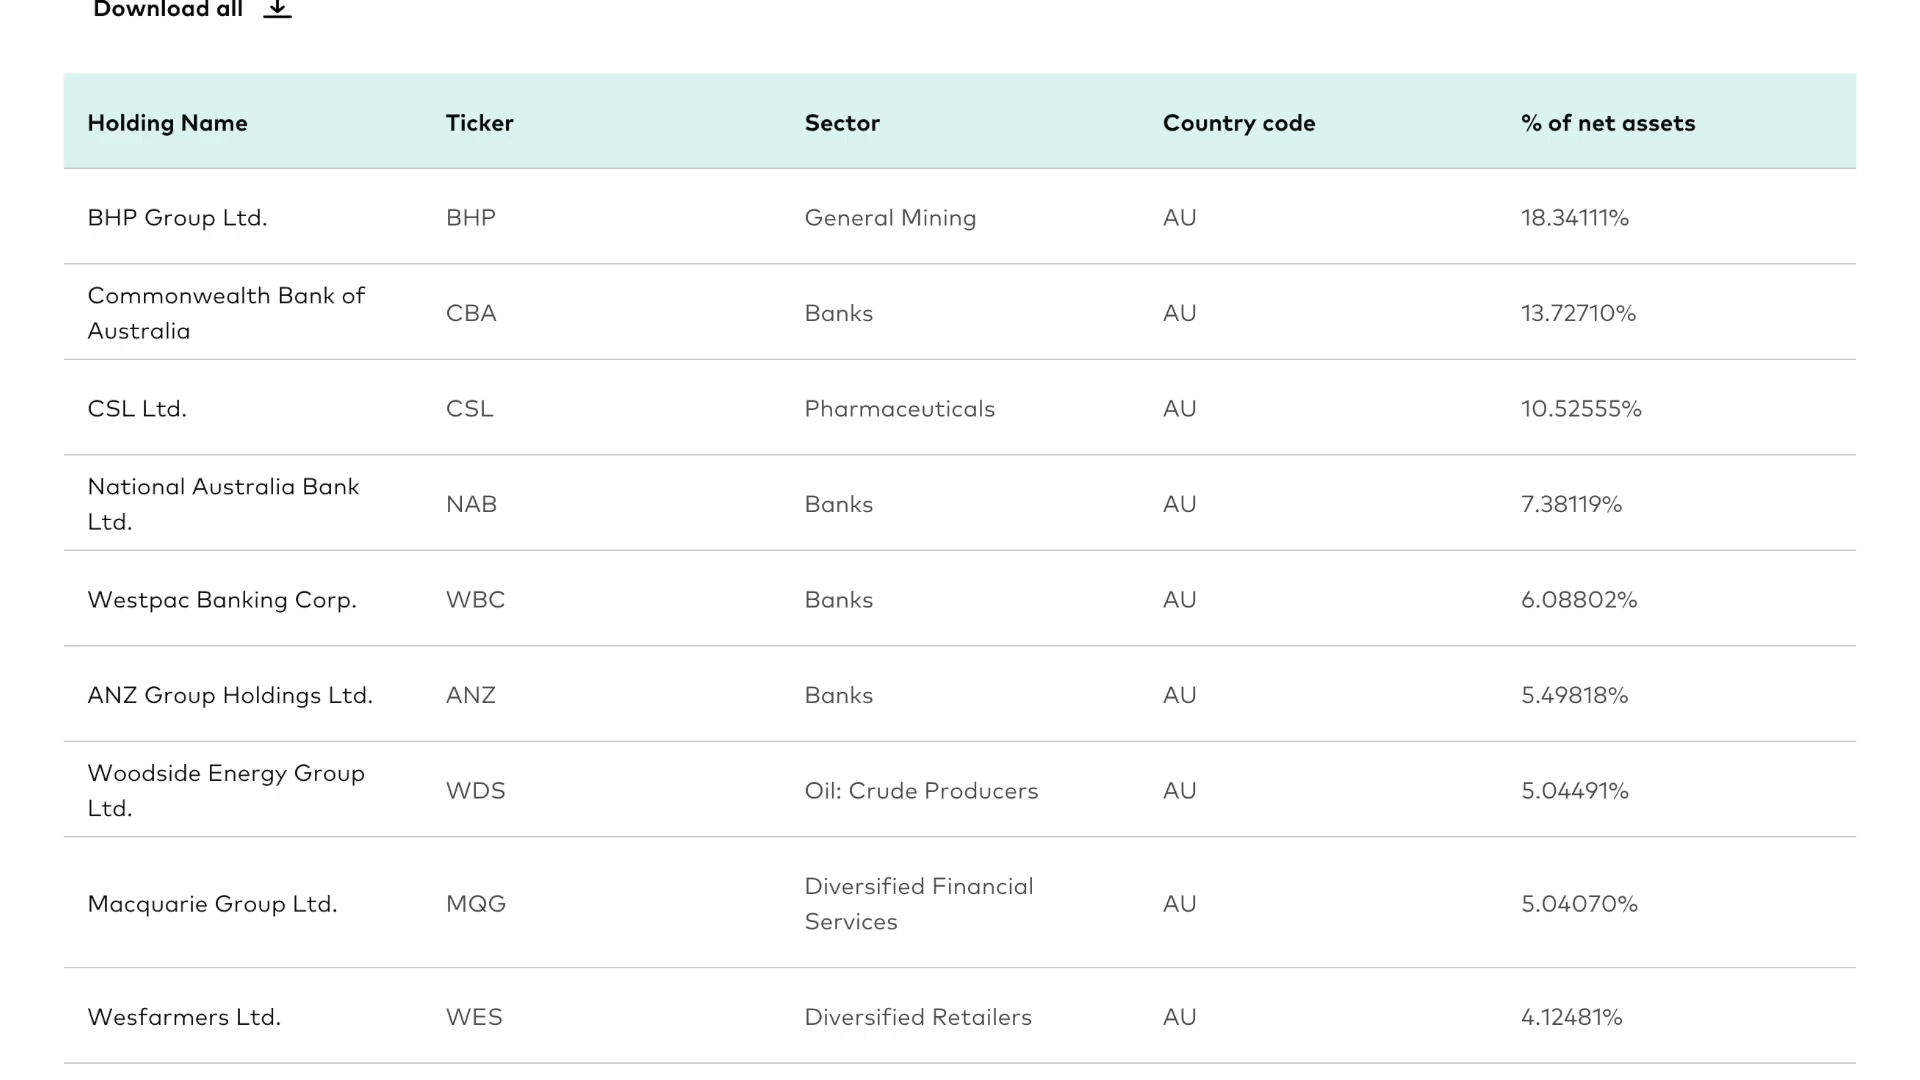 Download all
Holding Name Ticker Sector Country code % of net assets
BHP Group Ltd. BHP General Mining AU 18.34111%
Commonwealth Bank of
Australia CBA Banks AU 13.72710%
CSL Ltd. CSL Pharmaceuticals AU 10.52555%
National Australia Bank
Ltd. NAB Banks AU 7.38119%
Westpac Banking Corp. WBC Banks AU 6.08802%
ANZ Group Holdings Ltd. ANZ Banks AU 5.49818%
Woodside Energy Group
Ltd. WDS Oil: Crude Producers AU 5.04491%
Macquarie Group Ltd. MQG Diversified Financial
Services AU 5.04070%
Wesfarmers Ltd. WES Diversified Retailers AU 4.12481%